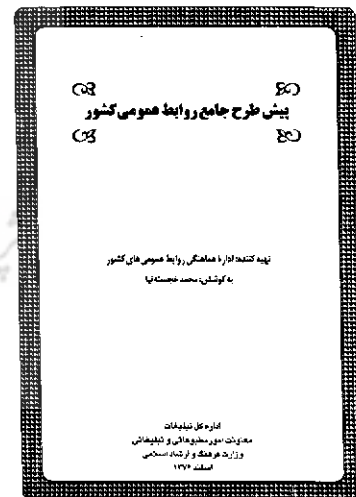 پیش طرح جامع روابط عمومی کشور
تهیه کننده: ادارۀ هماهنگی روابط عمومی های کشور
به کوشش: محمد خجسته نیا
اداره کل تبلیغات
معاونت امور مطبوعاتی و تبلیغاتی
وزارت فرهنگ و ارشاد اسلامی
اسفند ۱۳۷۶